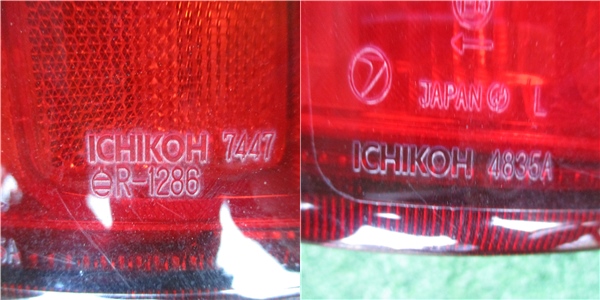 ICHIKOH 7447
R-1286
JAPAN L
ICHIKOH 4835A